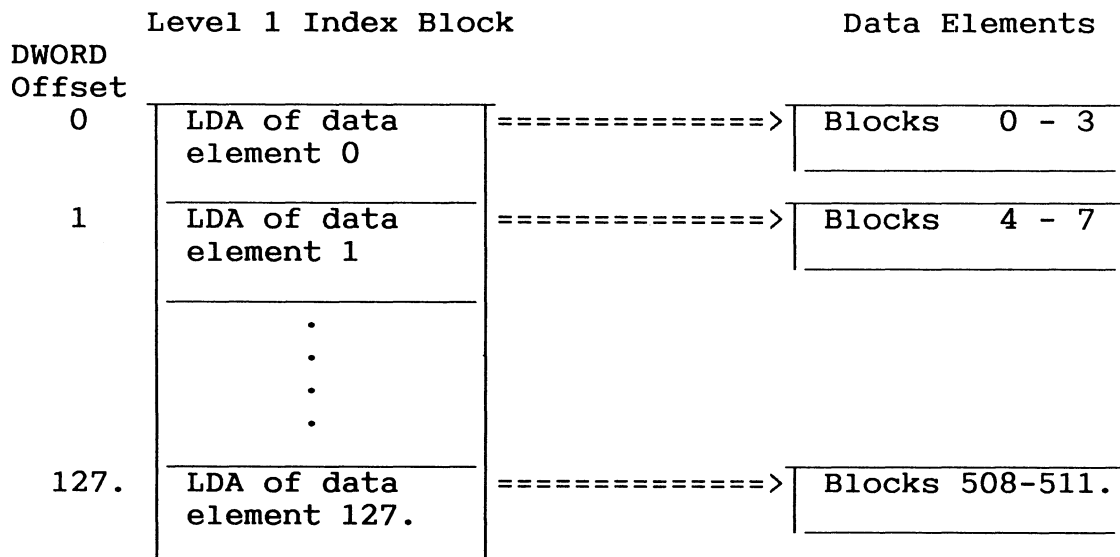 Level 1 Index Block Data Elements
DWORD
Offset
0 LDA of data ==============> Blocks 0 - 3
element 0
1 LDA of data ==============> Blocks 4 - 7
element 1
.
.
.
.
127. LDA of data ==============> Blocks 508-511.
element 127.